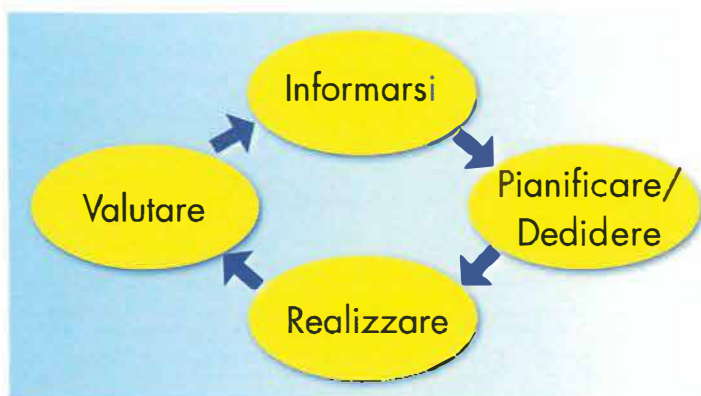 Informarsi
Pianificare/
Dedidere
Realizzare
Valutare